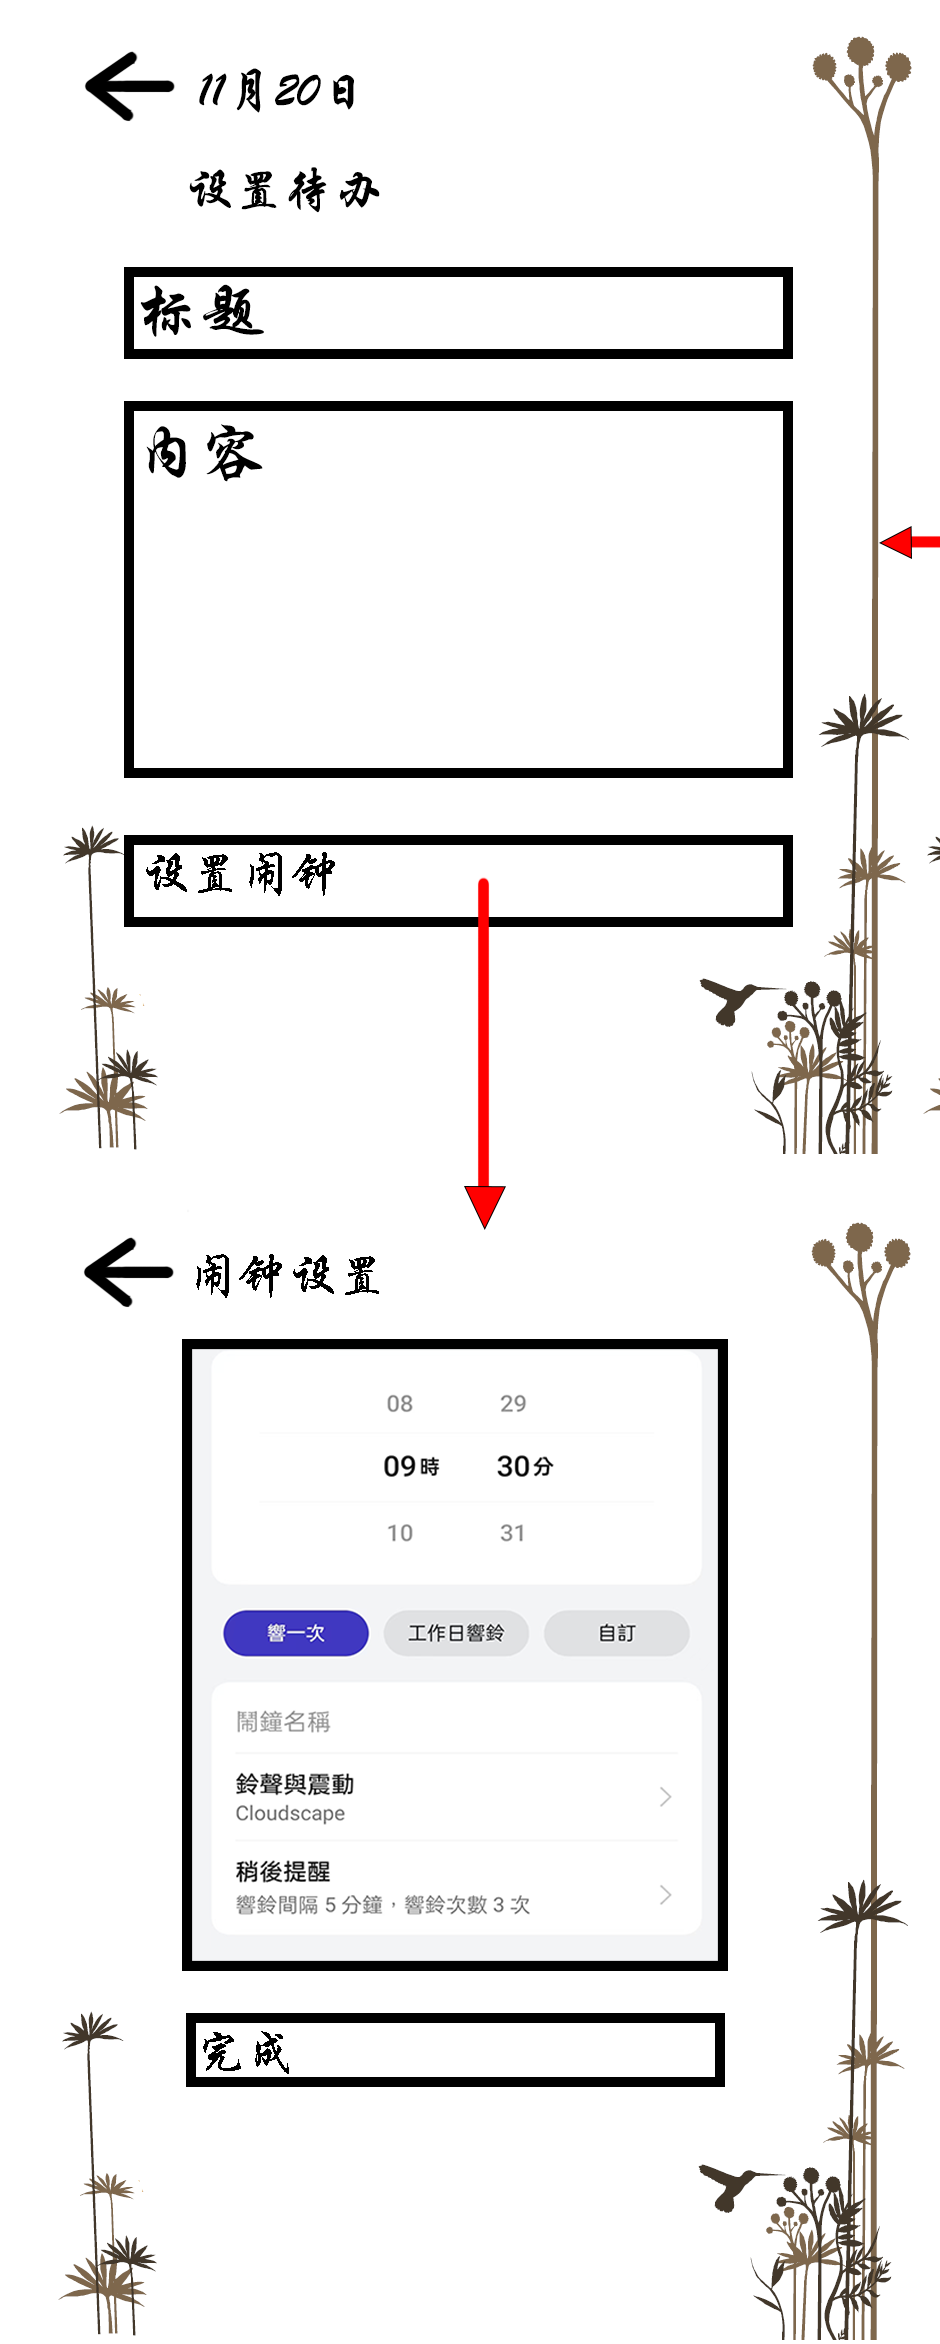 11月20日
设置待办
标题
内容
设置闹钟
闹钟设置
08 29
09時 30分
10 31
響一次 工作日響鈴 自訂
鬧鐘名稱
鈴聲與震動
Cloudscape
稍後提醒
響鈴間隔 5 分鐘，響鈴次數 3 次
完成